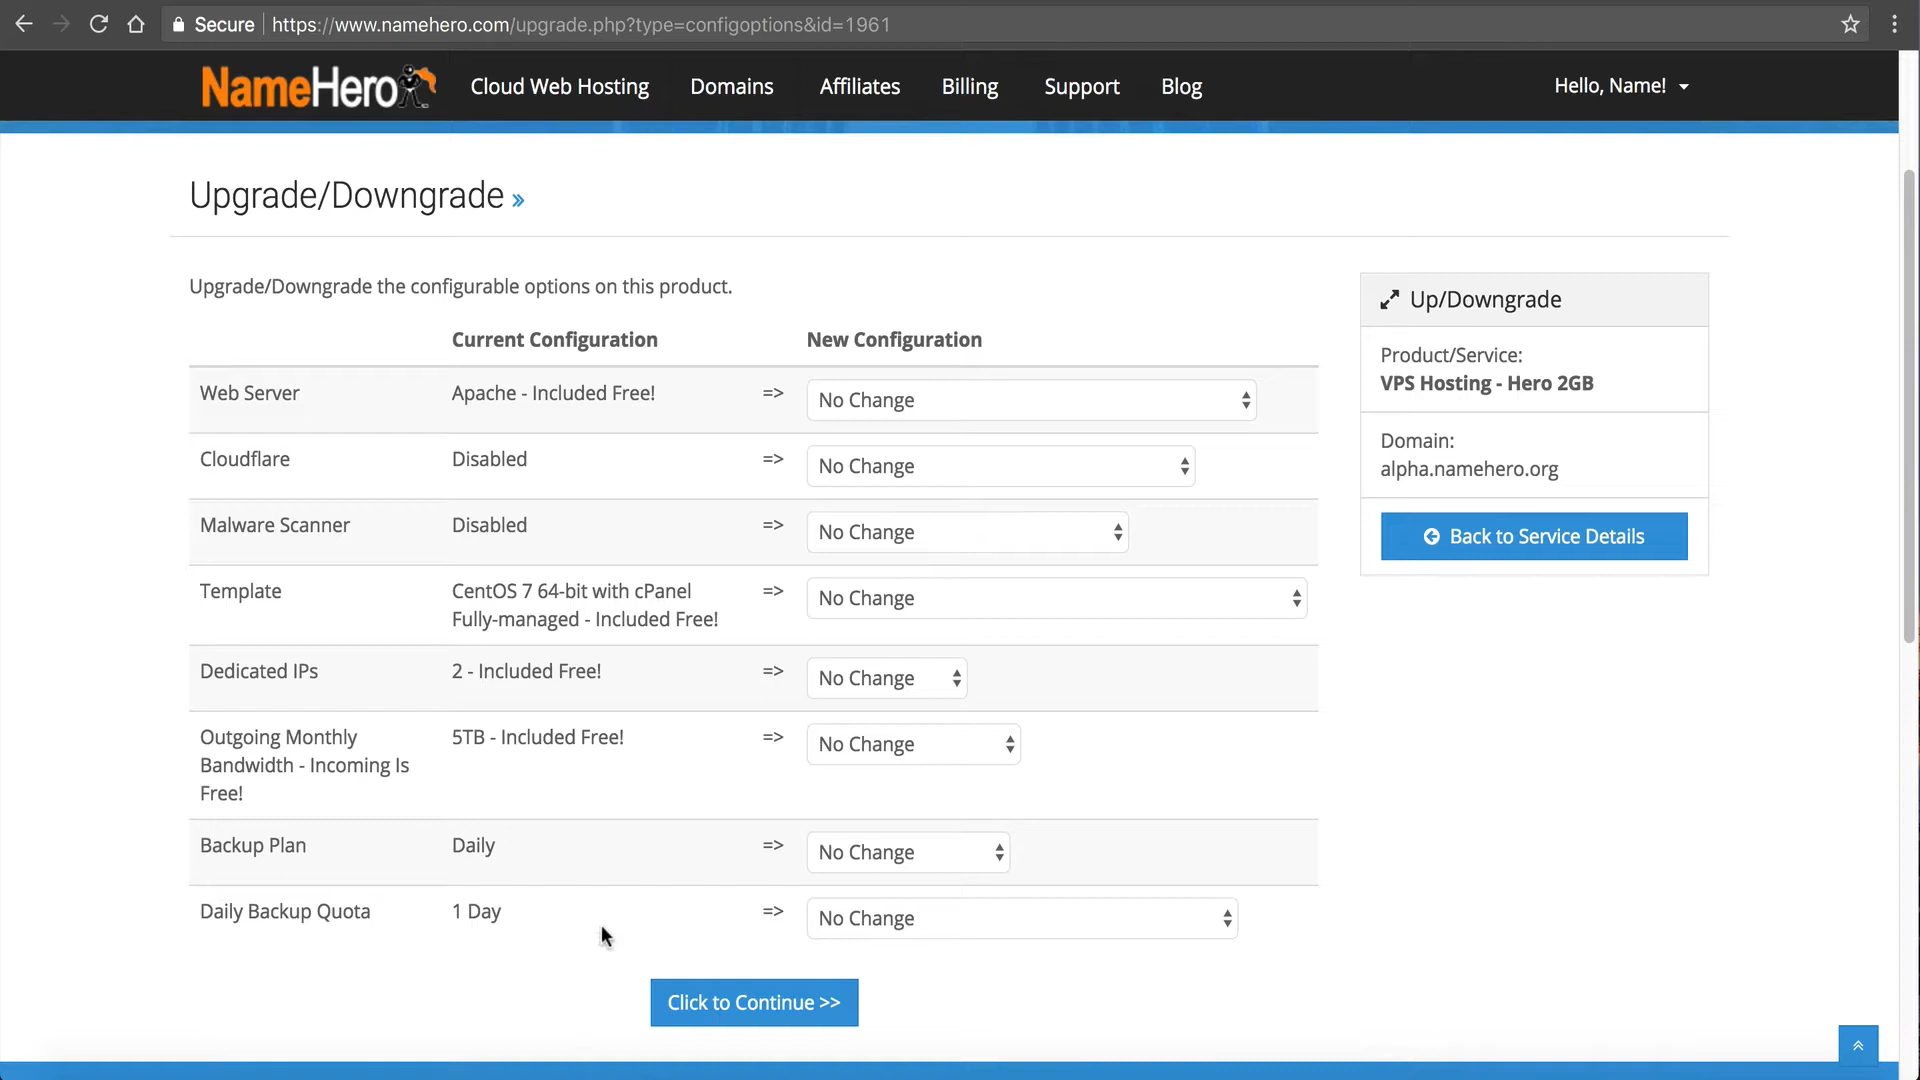 Secure https://www.namehero.com/upgrade.php?type=configoptions&id=1961
NameHero Cloud Web Hosting Domains Affiliates Billing Support Blog Hello, Name!
Upgrade/Downgrade »
Upgrade/Downgrade the configurable options on this product.
Current Configuration New Configuration
Web Server Apache - Included Free! => No Change
Cloudflare Disabled => No Change
Malware Scanner Disabled => No Change
Template CentOS 7 64-bit with cPanel => No Change
Fully-managed - Included Free!
Dedicated IPs 2 - Included Free! => No Change
Outgoing Monthly 5TB - Included Free! => No Change
Bandwidth - Incoming Is
Free!
Backup Plan Daily => No Change
Daily Backup Quota 1 Day => No Change
Click to Continue >>
Up/Downgrade
Product/Service:
VPS Hosting - Hero 2GB
Domain:
alpha.namehero.org
Back to Service Details